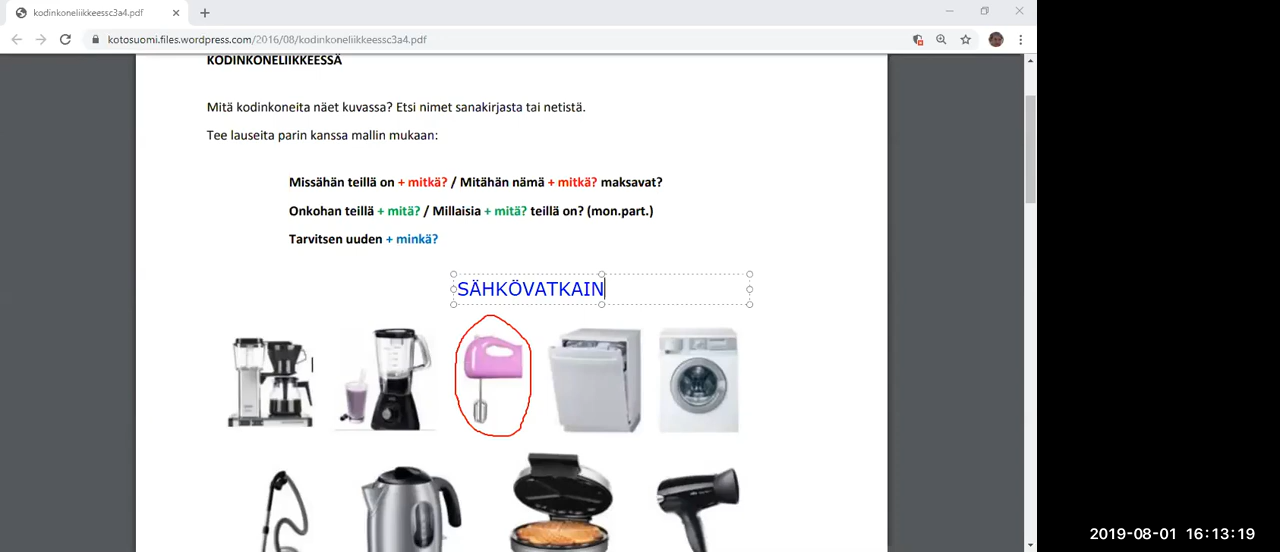 kodinkoneliikkeessc3a4.pdf
kotosuomi.files.wordpress.com/2016/08/kodinkoneliikkeessc3a4.pdf
KODINKONELIIKKEESSÄ
Mitä kodinkoneita näet kuvassa? Etsi nimet sanakirjasta tai netistä.
Tee lauseita parin kanssa mallin mukaan:
Missähän teillä on + mitkä? / Mitähän nämä + mitkä? maksavat?
Onkohan teillä + mitä? / Millaisia + mitä? teillä on? (mon.part.)
Tarvitsen uuden + minkä?
SÄHKÖVATKAIN
2019-08-01 16:13:19